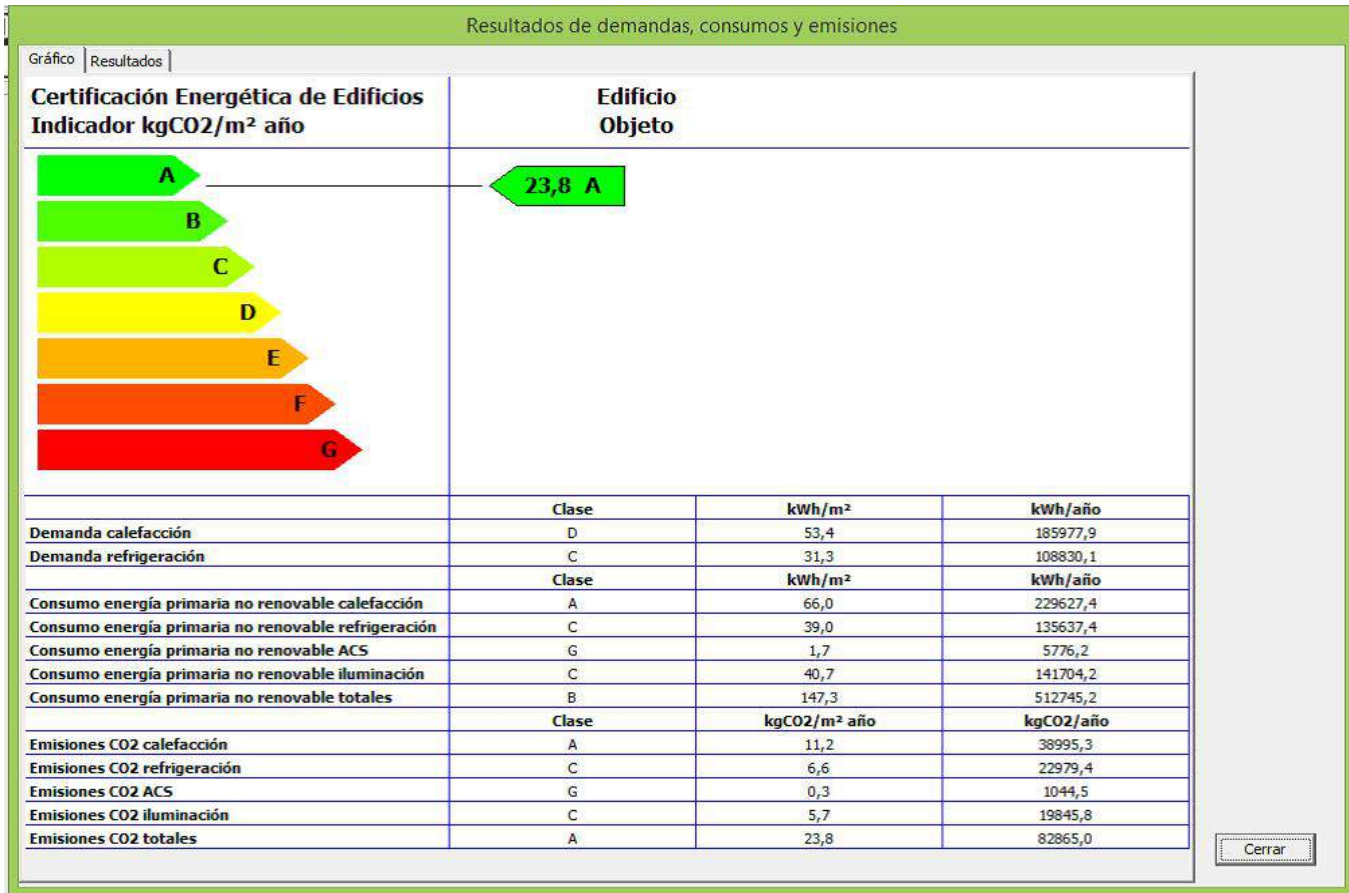 Resultados de demandas, consumos y emisiones
Gráfico Resultados
Certificación Energética de Edificios
Indicador kgCO2/m² año
Edificio
Objeto
A
23,8 A
B
C
D
E
F
G
Clase kWh/m² kWh/año
Demanda calefacción D 53,4 185977,9
Demanda refrigeración C 31,3 108830,1
Clase kWh/m² kWh/año
Consumo energía primaria no renovable calefacción A 66,0 229627,4
Consumo energía primaria no renovable refrigeración C 39,0 135637,4
Consumo energía primaria no renovable ACS G 1,7 5776,2
Consumo energía primaria no renovable iluminación C 40,7 141704,2
Consumo energía primaria no renovable totales B 147,3 512745,2
Clase kgCO2/m² año kgCO2/año
Emisiones CO2 calefacción A 11,2 38995,3
Emisiones CO2 refrigeración C 6,6 22979,4
Emisiones CO2 ACS G 0,3 1044,5
Emisiones CO2 iluminación C 5,7 19845,8
Emisiones CO2 totales A 23,8 82865,0
Cerrar